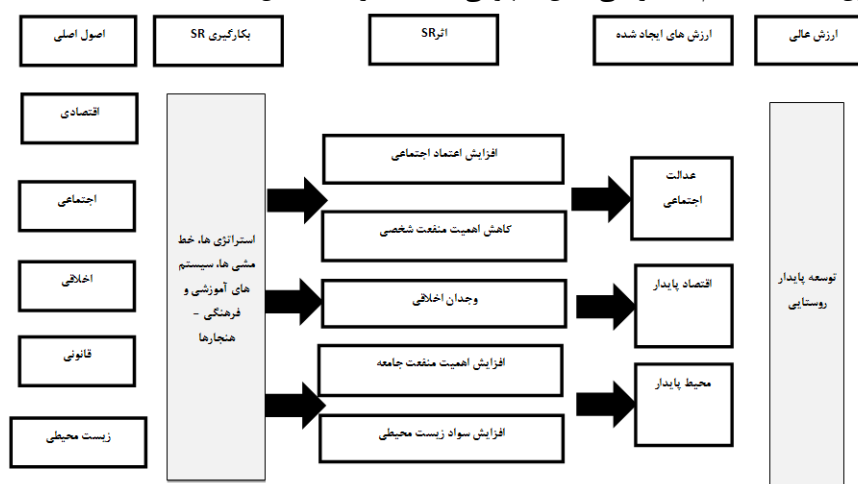 اصول اصلی
بکارگیری SR
اثرSR
ارزش های ایجاد شده
ارزش عالی
اقتصادی
اجتماعی
اخلاقی
قانونی
زیست محیطی
استراتژی ها، خط
مشی ها، سیستم
های آموزشی و
فرهنگی -
هنجارها
افزایش اعتماد اجتماعی
کاهش اهمیت منفعت شخصی
وجدان اخلاقی
افزایش اهمیت منفعت جامعه
افزایش سواد زیست محیطی
عدالت
اجتماعی
اقتصاد پایدار
محیط پایدار
توسعه پایدار
روستایی